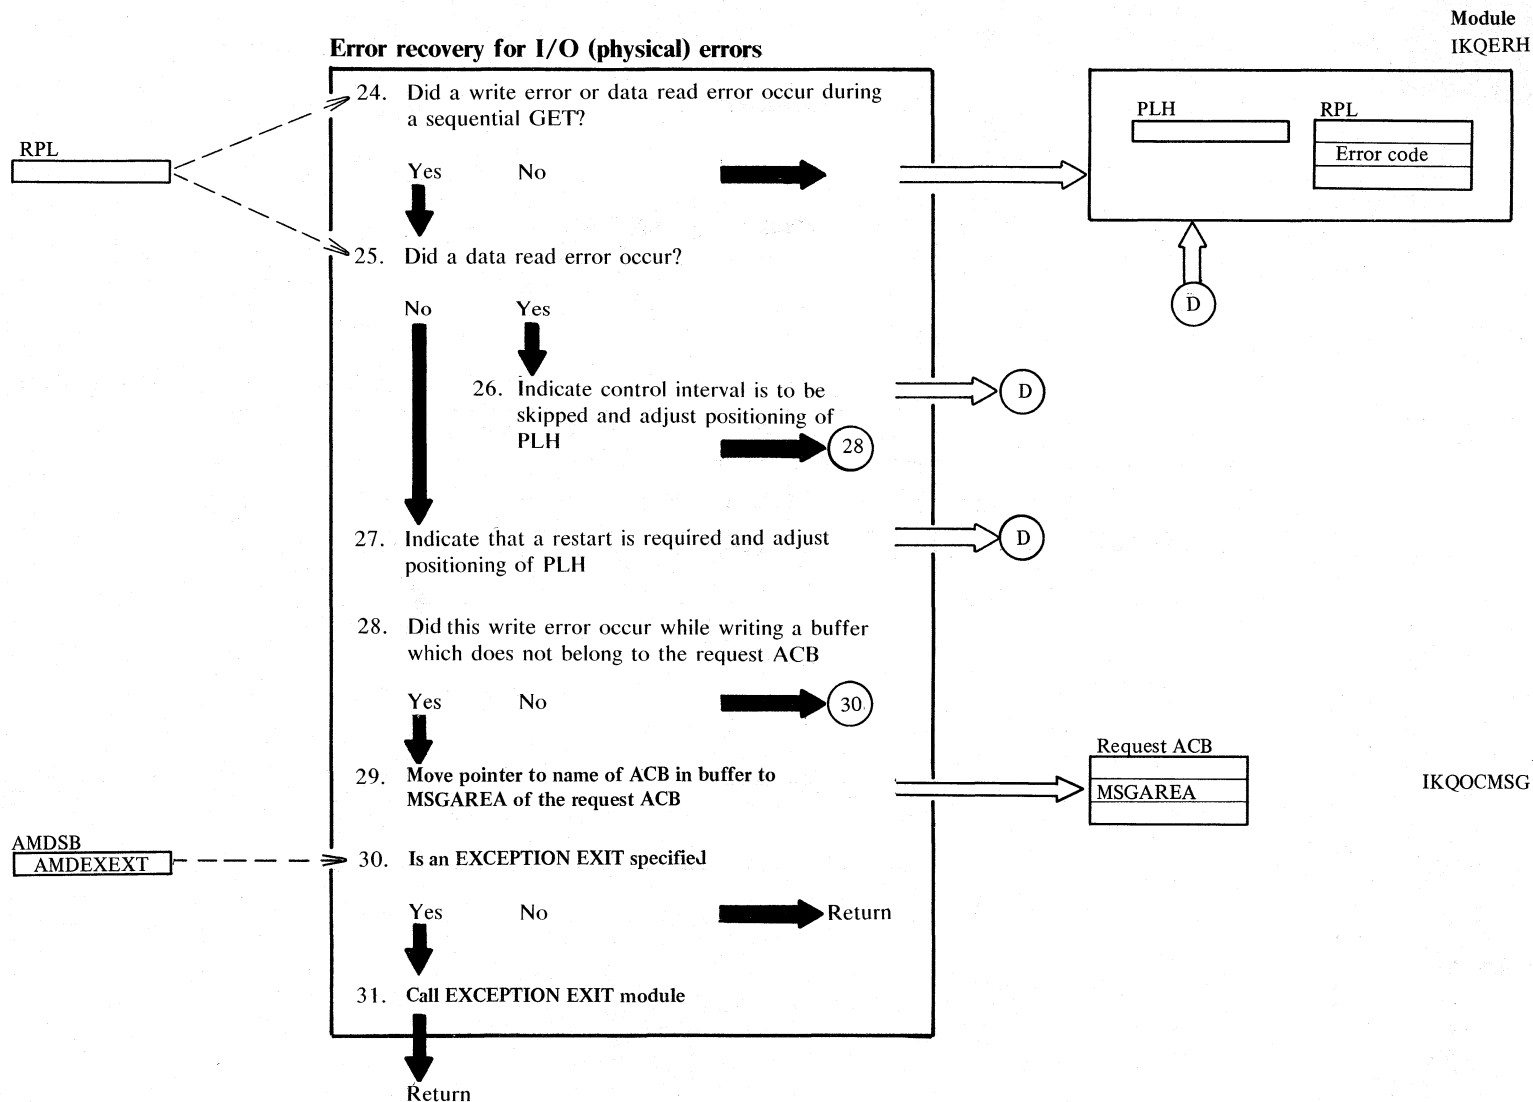 Module
IKQERH
Error recovery for I/O (physical) errors
24. Did a write error or data read error occur during
a sequential GET?
PLH
RPL
Error code
RPL
Yes No
25. Did a data read error occur?
D
No Yes
26. Indicate control interval is to be
skipped and adjust positioning of
PLH
D
28
27. Indicate that a restart is required and adjust
positioning of PLH
D
28. Did this write error occur while writing a buffer
which does not belong to the request ACB
Yes No
30
29. Move pointer to name of ACB in buffer to
MSGAREA of the request ACB
Request ACB
MSGAREA
IKQOCMSG
AMDSB
AMDEXEXT
30. Is an EXCEPTION EXIT specified
Yes No Return
31. Call EXCEPTION EXIT module
Return